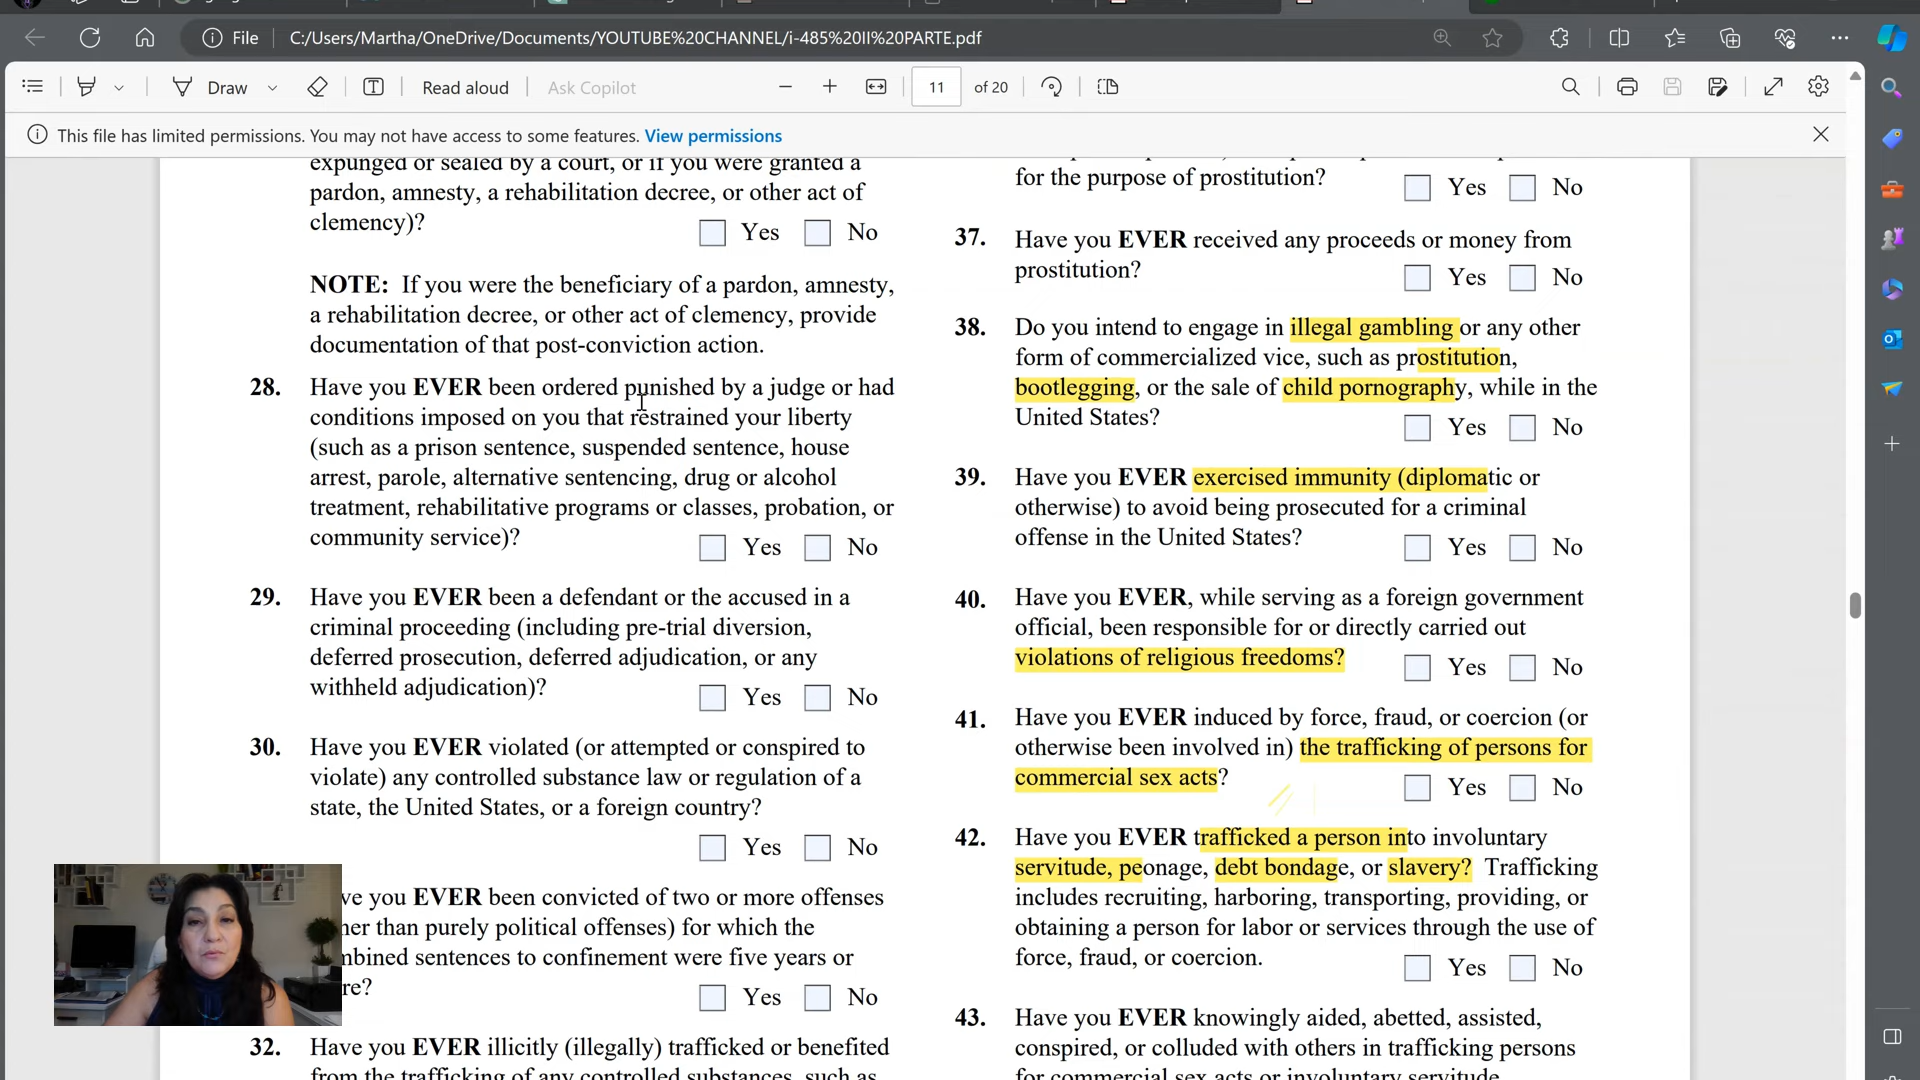 File
C:/Users/Martha/OneDrive/Documents/YOUTUBE%20CHANNEL/i-485%20II%20PARTE.pdf
Draw
Read aloud
Ask Copilot
11
of 20
This file has limited permissions. You may not have access to some features. View permissions
expunged or sealed by a court, or if you were granted a
pardon, amnesty, a rehabilitation decree, or other act of
clemency)?
Yes No
NOTE: If you were the beneficiary of a pardon, amnesty,
a rehabilitation decree, or other act of clemency, provide
documentation of that post-conviction action.
28. Have you EVER been ordered punished by a judge or had
conditions imposed on you that restrained your liberty
(such as a prison sentence, suspended sentence, house
arrest, parole, alternative sentencing, drug or alcohol
treatment, rehabilitative programs or classes, probation, or
community service)?
Yes No
29. Have you EVER been a defendant or the accused in a
criminal proceeding (including pre-trial diversion,
deferred prosecution, deferred adjudication, or any
withheld adjudication)?
Yes No
30. Have you EVER violated (or attempted or conspired to
violate) any controlled substance law or regulation of a
state, the United States, or a foreign country?
Yes No
ve you EVER been convicted of two or more offenses
her than purely political offenses) for which the
mbined sentences to confinement were five years or
re?
Yes No
32. Have you EVER illicitly (illegally) trafficked or benefited
from the trafficking of any controlled substances, such as
for the purpose of prostitution?
Yes No
37. Have you EVER received any proceeds or money from
prostitution?
Yes No
38. Do you intend to engage in illegal gambling or any other
form of commercialized vice, such as prostitution,
bootlegging, or the sale of child pornography, while in the
United States?
Yes No
39. Have you EVER exercised immunity (diplomatic or
otherwise) to avoid being prosecuted for a criminal
offense in the United States?
Yes No
40. Have you EVER, while serving as a foreign government
official, been responsible for or directly carried out
violations of religious freedoms?
Yes No
41. Have you EVER induced by force, fraud, or coercion (or
otherwise been involved in) the trafficking of persons for
commercial sex acts?
Yes No
42. Have you EVER trafficked a person into involuntary
servitude, peonage, debt bondage, or slavery? Trafficking
includes recruiting, harboring, transporting, providing, or
obtaining a person for labor or services through the use of
force, fraud, or coercion.
Yes No
43. Have you EVER knowingly aided, abetted, assisted,
conspired, or colluded with others in trafficking persons
for commercial sex acts or involuntary servitude